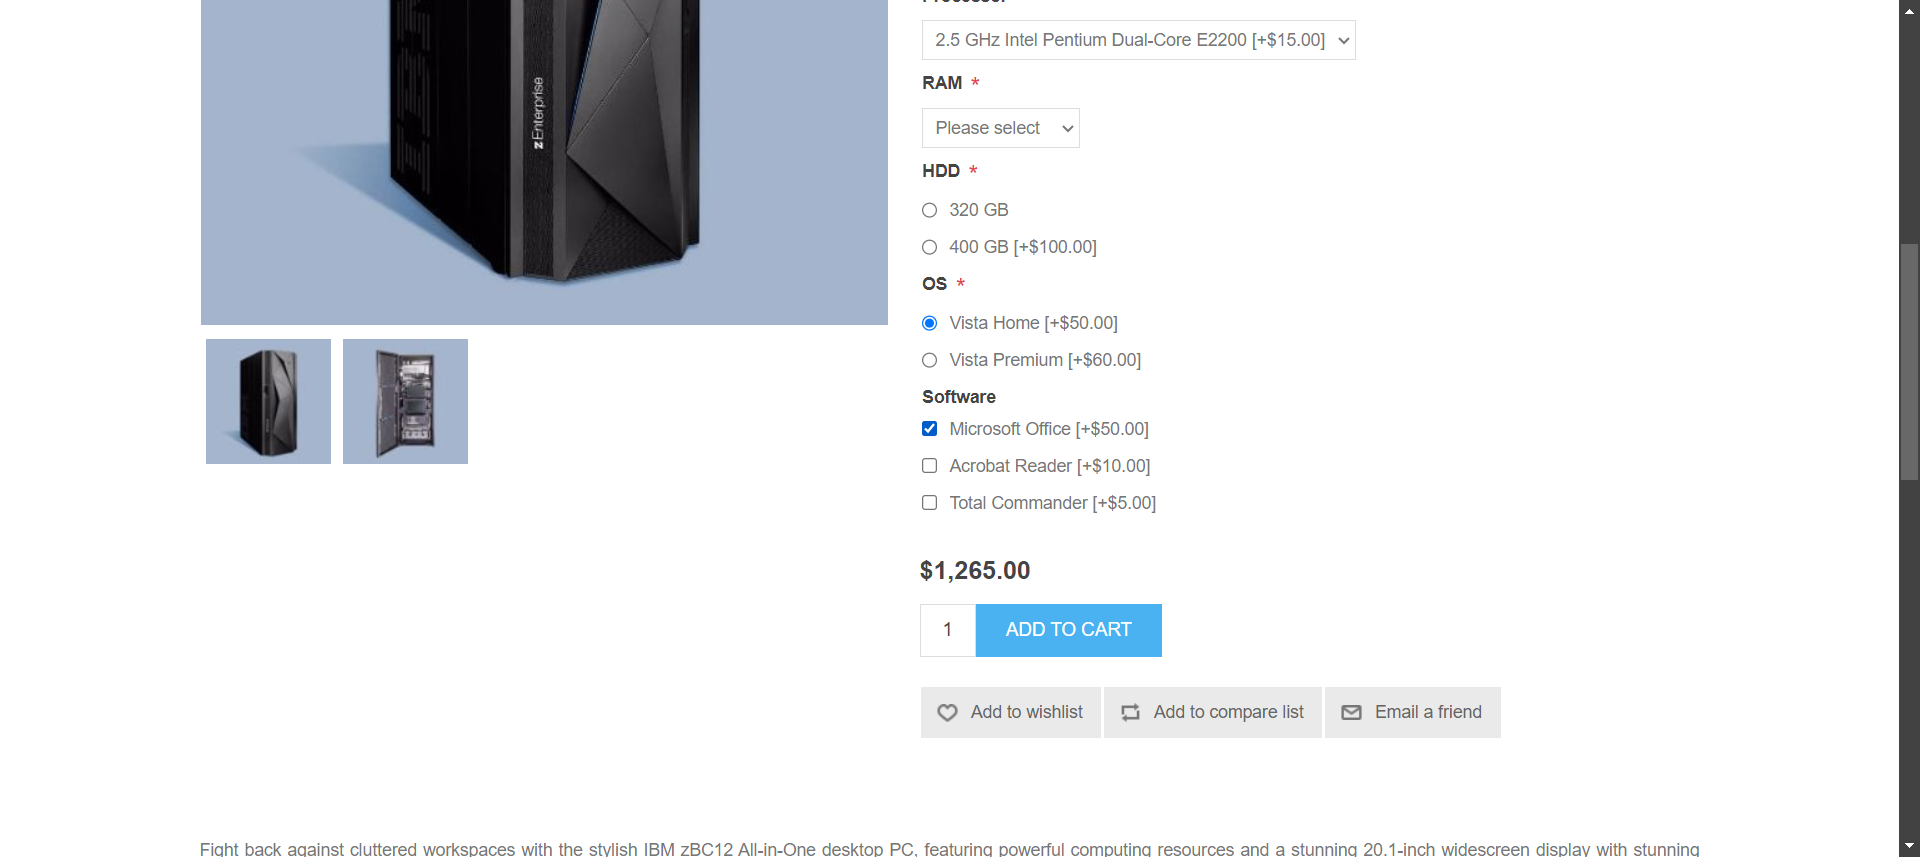 2.5 GHz Intel Pentium Dual-Core E2200 [+$15.00]
RAM *
Please select
HDD *
320 GB
400 GB [+$100.00]
OS *
Vista Home [+$50.00]
Vista Premium [+$60.00]
Software
Microsoft Office [+$50.00]
Acrobat Reader [+$10.00]
Total Commander [+$5.00]
$1,265.00
1 ADD TO CART
Add to wishlist Add to compare list Email a friend
zEnterprise
Fight back against cluttered workspaces with the stylish IBM zBC12 All-in-One desktop PC, featuring powerful computing resources and a stunning 20.1-inch widescreen display with stunning